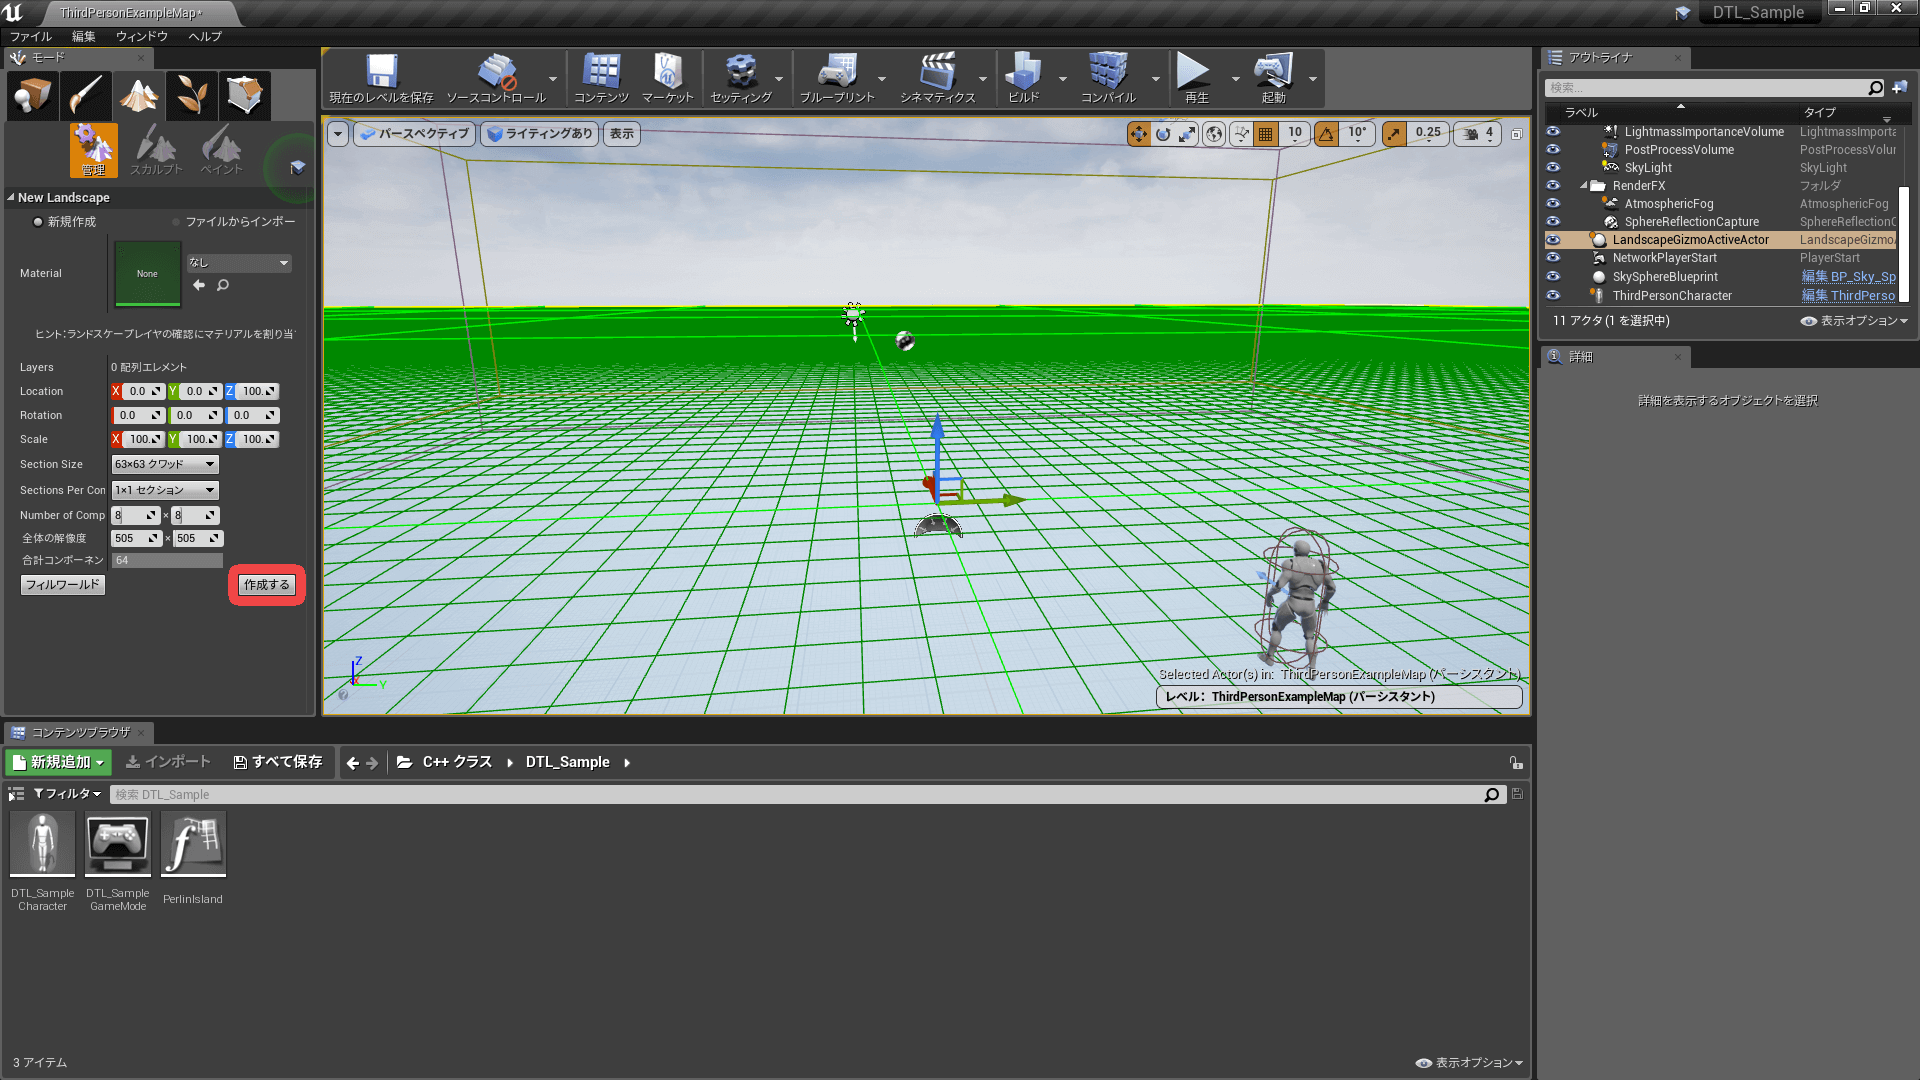 ThirdPersonExampleMap*
DTL_Sample
ファイル 編集 ウィンドウ ヘルプ
モード
現在のレベルを保存 ソースコントロール コンテンツ マーケット セッティング ブループリント シネマティクス ビルド コンパイル 再生 起動
管理 スカルプト ペイント
New Landscape
新規作成 ファイルからインポー
Material
None
なし
ヒント:ランドスケープレイヤの確認にマテリアルを割り当
Layers 0 配列エレメント
Location X 0.0 Y 0.0 Z 100.
Rotation 0.0 0.0 0.0
Scale X 100. Y 100. Z 100.
Section Size 63×63 クワッド
Sections Per Con 1×1 セクション
Number of Comp 8 × 8
全体の解像度 505 × 505
合計コンポーネン 64
フィルワールド 作成する
パースペクティブ ライティングあり 表示
10 10° 0.25 4
Z
X
Y
Selected Actor(s) in: ThirdPersonExampleMap (パーシスタント)
レベル: ThirdPersonExampleMap (パーシスタント)
アウトライナ
検索...
ラベル タイプ
LightmassImportanceVolume LightmassImporta
PostProcessVolume PostProcessVolur
SkyLight SkyLight
RenderFX フォルダ
AtmosphericFog AtmosphericFog
SphereReflectionCapture SphereReflectionC
LandscapeGizmoActiveActor LandscapeGizmo
NetworkPlayerStart PlayerStart
SkySphereBlueprint 編集 BP_Sky_Sp
ThirdPersonCharacter 編集 ThirdPerso
11 アクタ(1 を選択中) 表示オプション
詳細
詳細を表示するオブジェクトを選択
コンテンツブラウザ
新規追加 インポート すべて保存 C++ クラス DTL_Sample
フィルタ 検索 DTL_Sample
DTL_Sample
Character
DTL_Sample
GameMode
PerlinIsland
3 アイテム 表示オプション